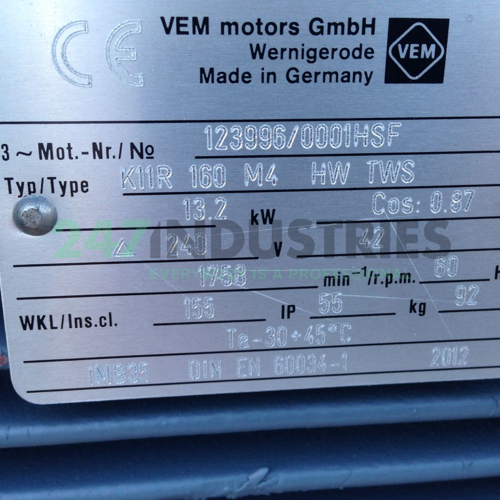 CE
VEM motors GmbH
Wernigerode
Made in Germany
VEM
3~Mot.-Nr./№ 123996/0001HSF
Typ/Type K11R 160 M4 HW TWS
13.2 kW Cos: 0.87
Δ 240 V 42
1758 min⁻¹/r.p.m. 60 H
155 IP 55 kg 92
WKL/Ins.cl.
Ta-30+45°C
IMB35 DIN EN 60034-1 2012
247INDUSTRIES